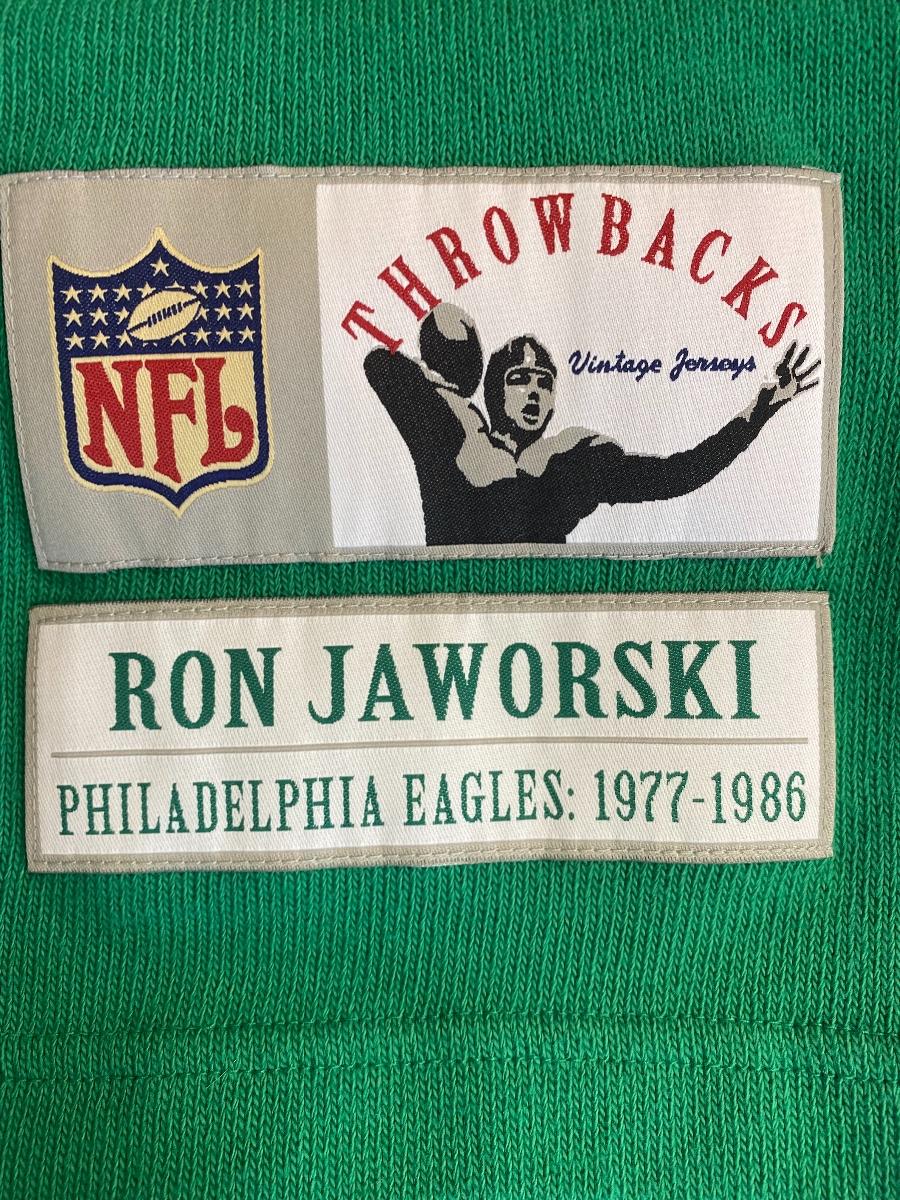 THROWBACKS
Vintage Jerseys
NFL
RON JAWORSKI
PHILADELPHIA EAGLES: 1977-1986